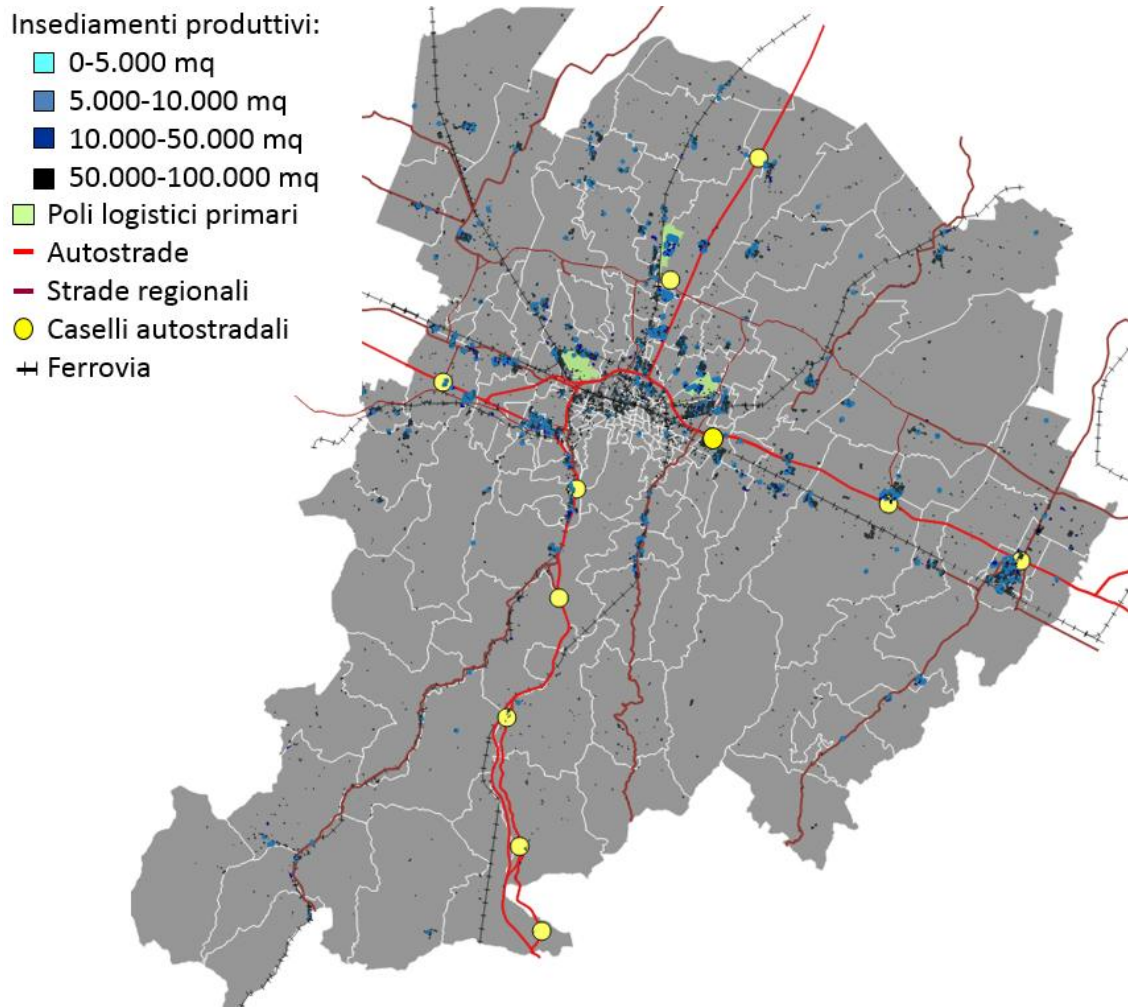 Insediamenti produttivi:
0-5.000 mq
5.000-10.000 mq
10.000-50.000 mq
50.000-100.000 mq
Poli logistici primari
Autostrade
Strade regionali
Caselli autostradali
Ferrovia